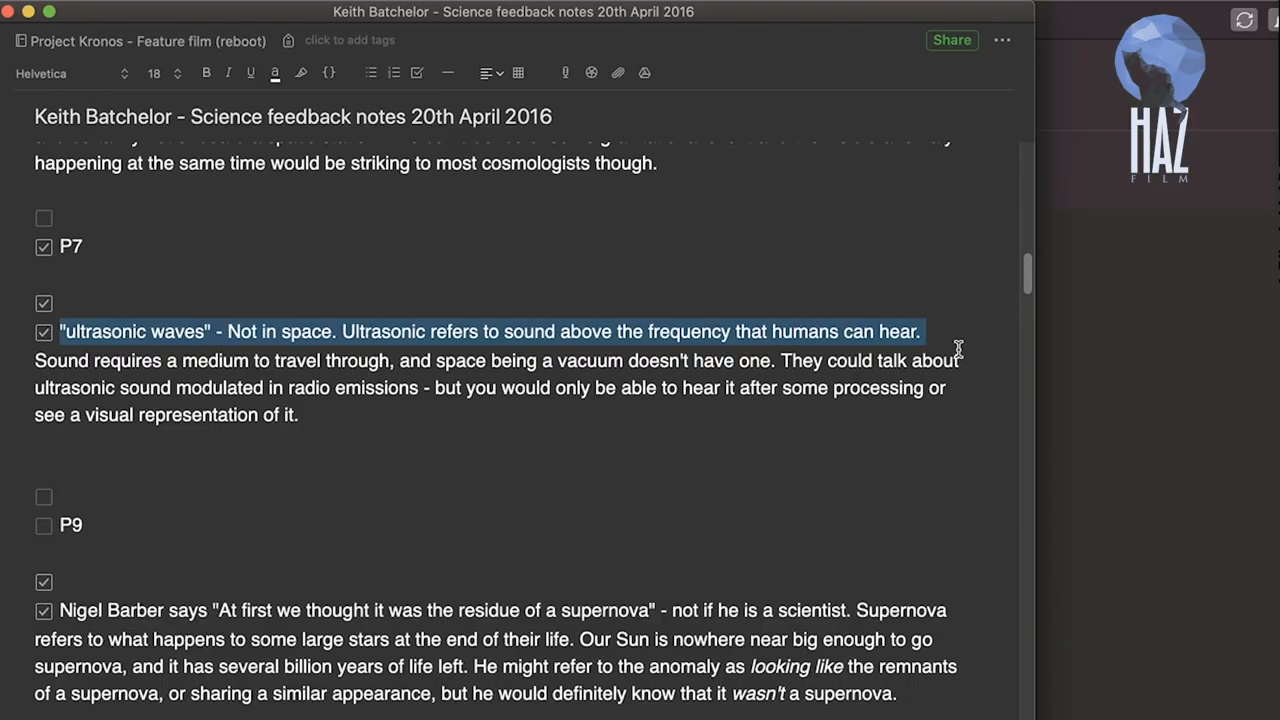 Keith Batchelor - Science feedback notes 20th April 2016
Project Kronos - Feature film (reboot)
click to add tags
Share
Helvetica
18
B I U a {}
Keith Batchelor - Science feedback notes 20th April 2016
happening at the same time would be striking to most cosmologists though.
P7
"ultrasonic waves" - Not in space. Ultrasonic refers to sound above the frequency that humans can hear.
Sound requires a medium to travel through, and space being a vacuum doesn't have one. They could talk about
ultrasonic sound modulated in radio emissions - but you would only be able to hear it after some processing or
see a visual representation of it.
P9
Nigel Barber says "At first we thought it was the residue of a supernova" - not if he is a scientist. Supernova
refers to what happens to some large stars at the end of their life. Our Sun is nowhere near big enough to go
supernova, and it has several billion years of life left. He might refer to the anomaly as looking like the remnants
of a supernova, or sharing a similar appearance, but he would definitely know that it wasn't a supernova.
HAZ
FILM